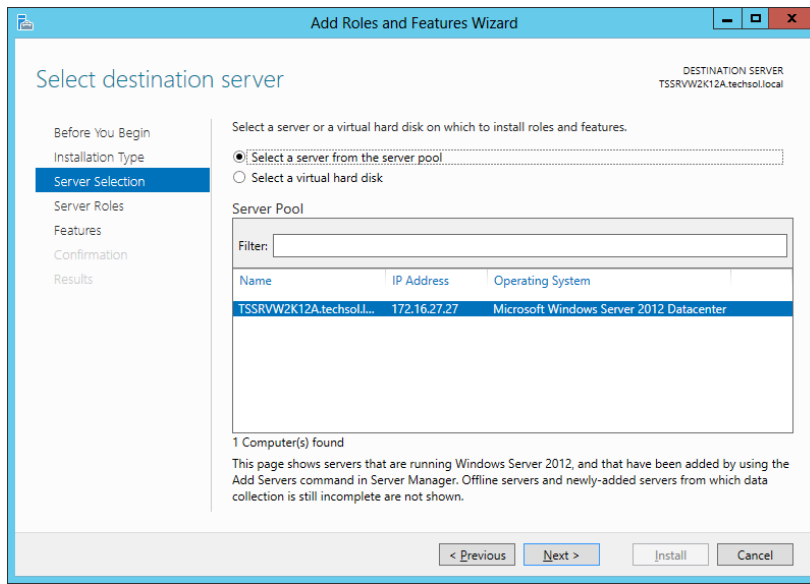 Add Roles and Features Wizard
Select destination server
DESTINATION SERVER
TSSRVW2K12A.techsol.local
Before You Begin
Installation Type
Server Selection
Server Roles
Features
Confirmation
Results
Select a server or a virtual hard disk on which to install roles and features.
Select a server from the server pool
Select a virtual hard disk
Server Pool
Filter:
Name IP Address Operating System
TSSRVW2K12A.techsol.l... 172.16.27.27 Microsoft Windows Server 2012 Datacenter
1 Computer(s) found
This page shows servers that are running Windows Server 2012, and that have been added by using the
Add Servers command in Server Manager. Offline servers and newly-added servers from which data
collection is still incomplete are not shown.
< Previous Next > Install Cancel